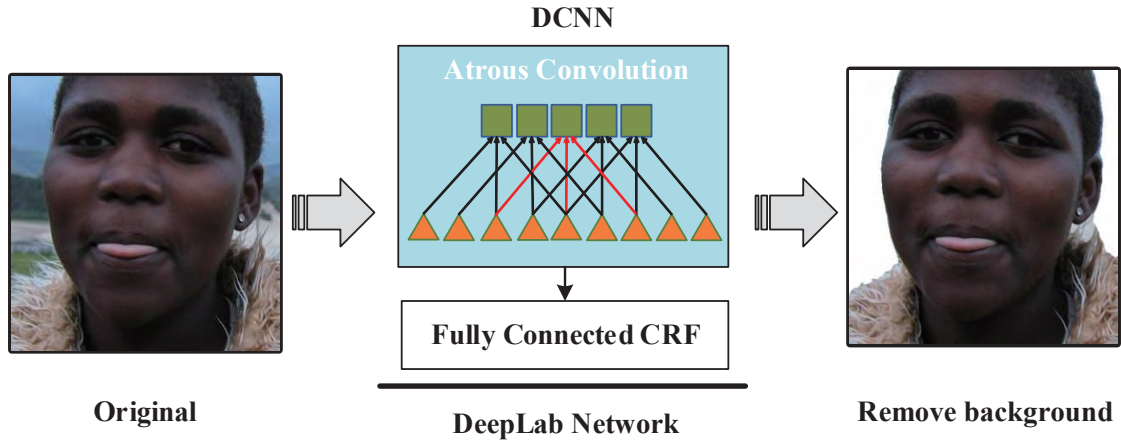 DCNN
Atrous Convolution
Fully Connected CRF
Original
DeepLab Network
Remove background